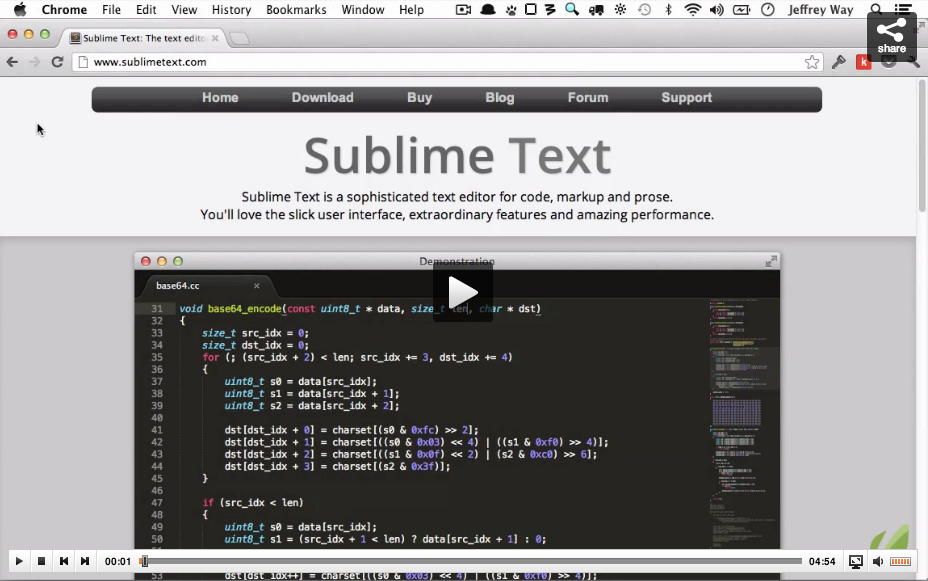 Chrome File Edit View History Bookmarks Window Help Jeffrey Way
share
Sublime Text: The text edito
www.sublimetext.com
k
Home Download Buy Blog Forum Support
Sublime Text
Sublime Text is a sophisticated text editor for code, markup and prose.
You'll love the slick user interface, extraordinary features and amazing performance.
Demonstration
base64.cc
31 void base64_encode(const uint8_t * data, size_t len, char * dst)
32 {
33 size_t src_idx = 0;
34 size_t dst_idx = 0;
35 for (; (src_idx + 2) < len; src_idx += 3, dst_idx += 4)
36 {
37 uint8_t s0 = data[src_idx];
38 uint8_t s1 = data[src_idx + 1];
39 uint8_t s2 = data[src_idx + 2];
40
41 dst[dst_idx + 0] = charset[(s0 & 0xfc) >> 2];
42 dst[dst_idx + 1] = charset[((s0 & 0x03) << 4) | ((s1 & 0xf0) >> 4)];
43 dst[dst_idx + 2] = charset[((s1 & 0x0f) << 2) | (s2 & 0xc0) >> 6];
44 dst[dst_idx + 3] = charset[(s2 & 0x3f)];
45 }
46
47 if (src_idx < len)
48 {
49 uint8_t s0 = data[src_idx];
50 uint8_t s1 = (src_idx + 1 < len) ? data[src_idx + 1] : 0;
00:01 04:54
53 dst[dst_idx++] = charset[((s0 & 0x03) << 4) | ((s1 & 0xf0) >> 4)];